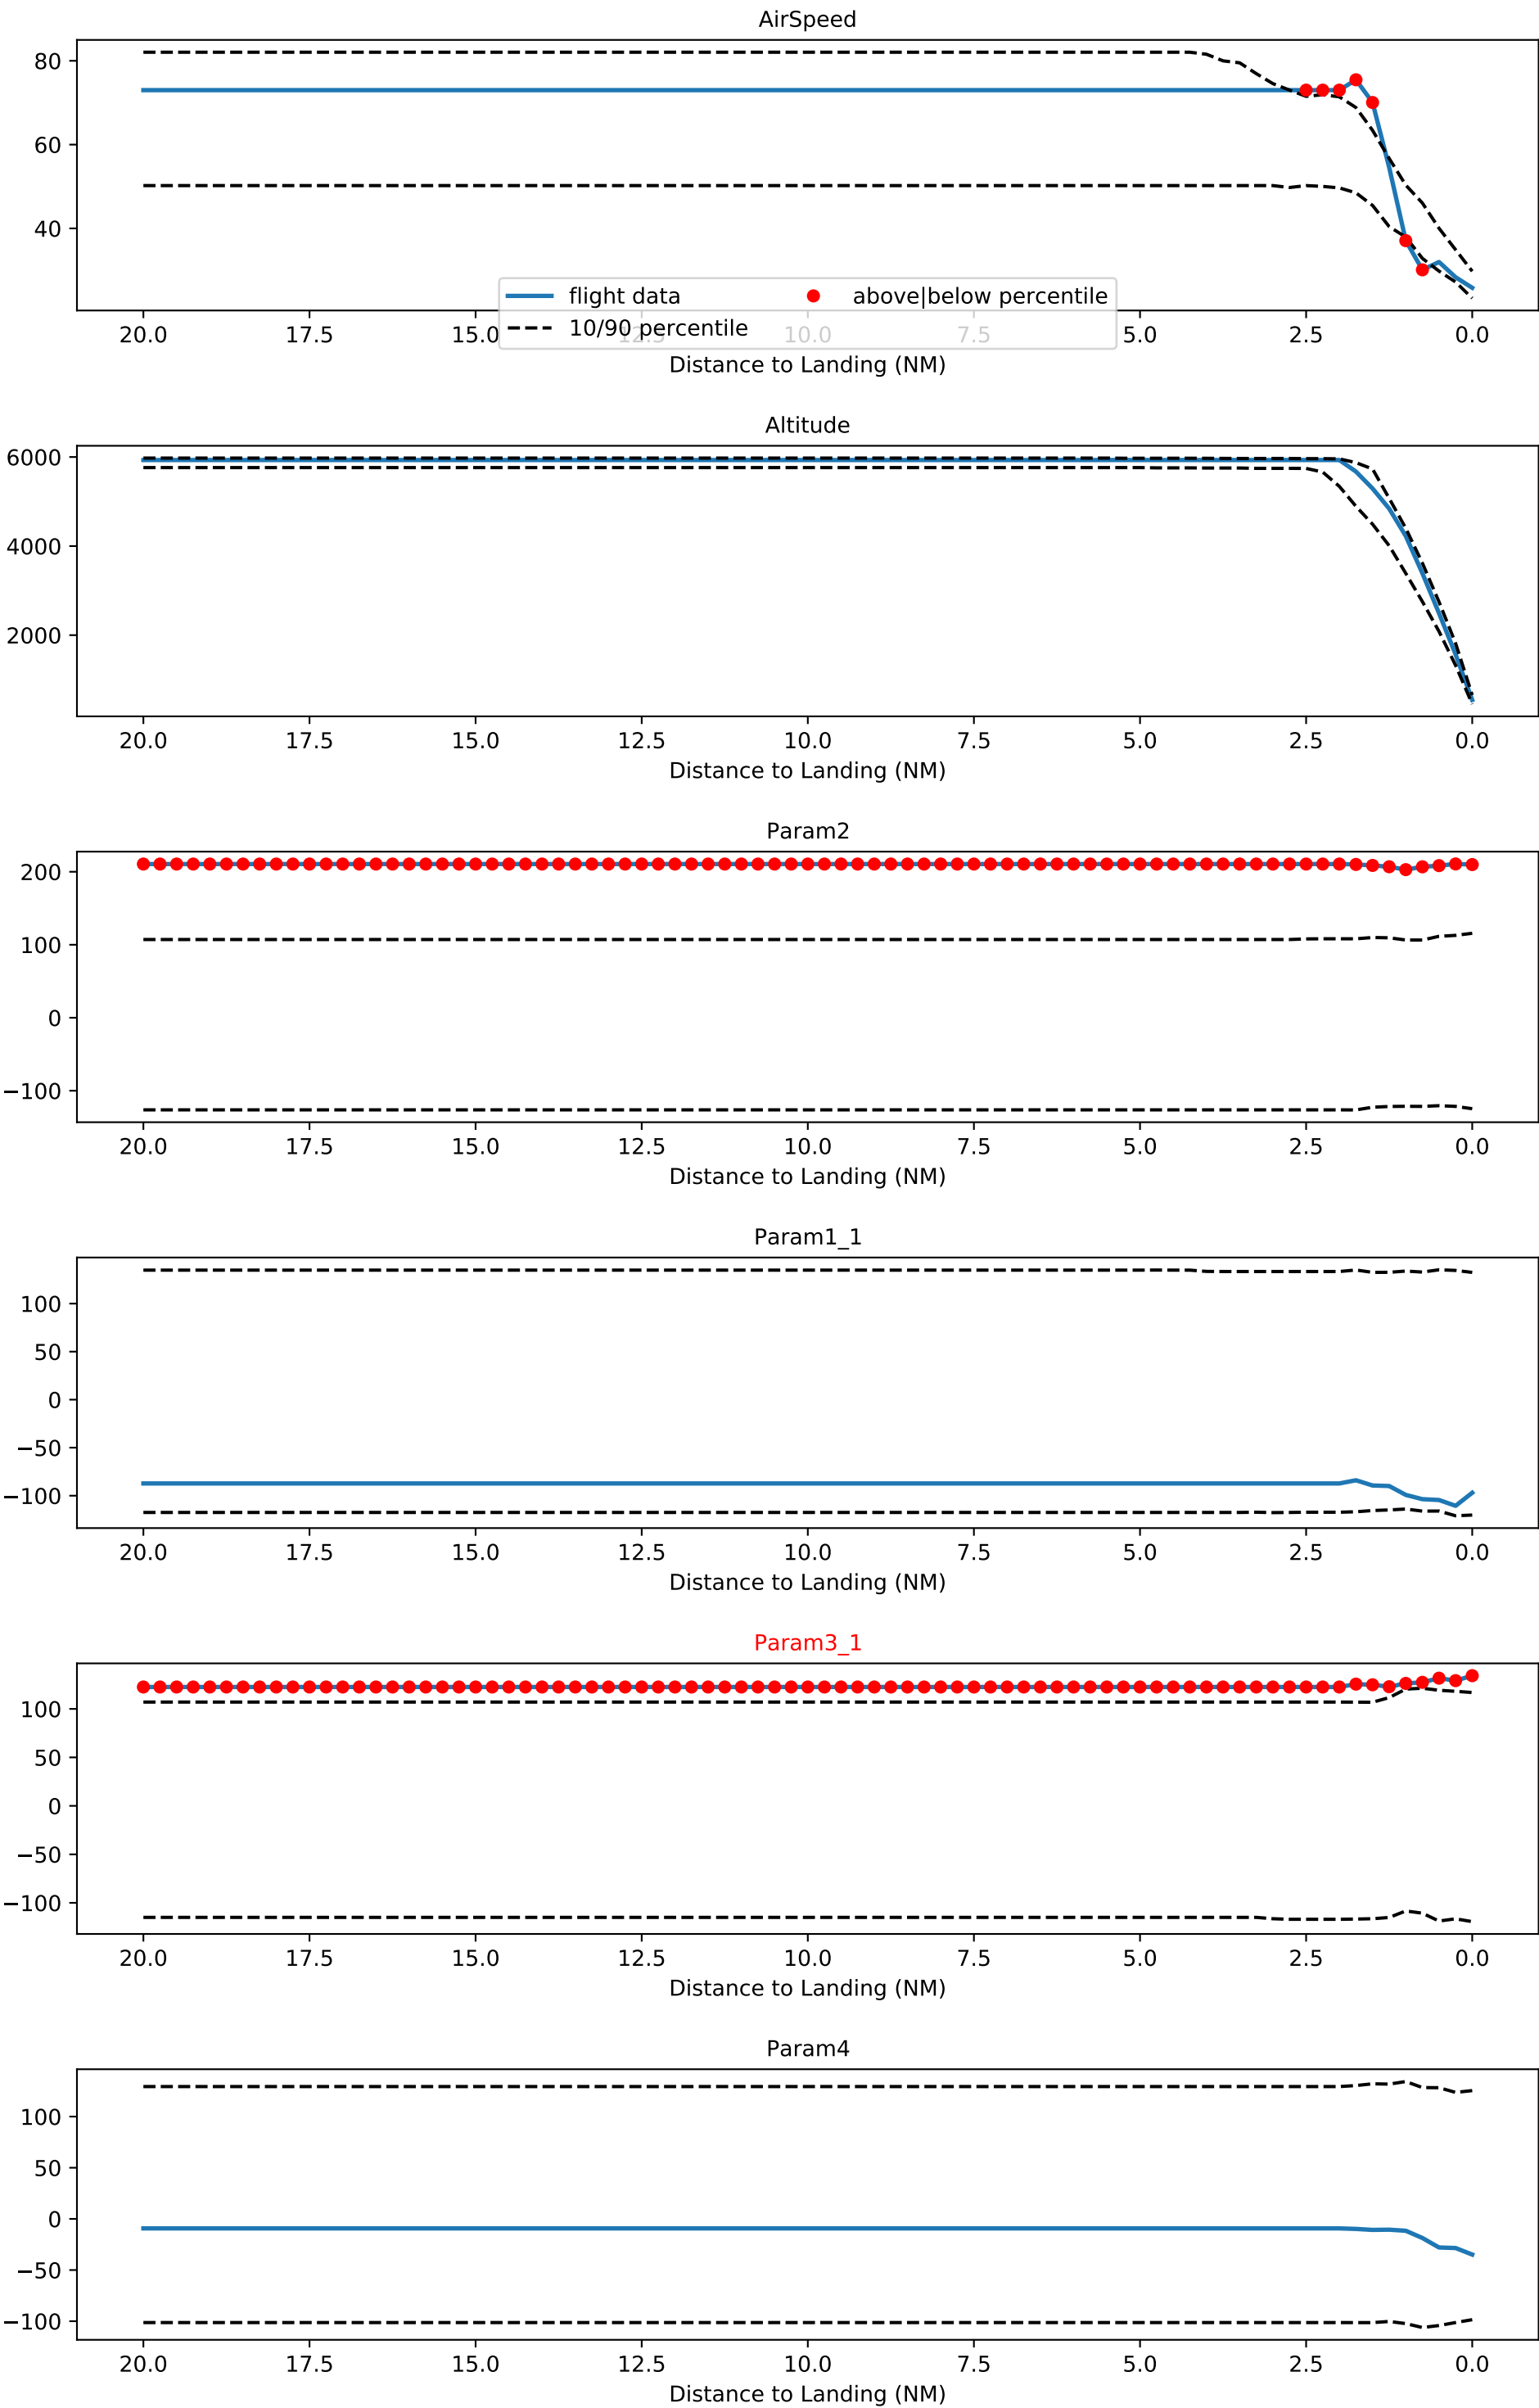 AirSpeed
80
60
40
flight data
above|below percentile
10/90 percentile
20.0 17.5 15.0 12.5 10.0 7.5 5.0 2.5 0.0
Distance to Landing (NM)
Altitude
6000
4000
2000
20.0 17.5 15.0 12.5 10.0 7.5 5.0 2.5 0.0
Distance to Landing (NM)
Param2
200
100
0
−100
20.0 17.5 15.0 12.5 10.0 7.5 5.0 2.5 0.0
Distance to Landing (NM)
Param1_1
100
50
0
−50
−100
20.0 17.5 15.0 12.5 10.0 7.5 5.0 2.5 0.0
Distance to Landing (NM)
Param3_1
100
50
0
−50
−100
20.0 17.5 15.0 12.5 10.0 7.5 5.0 2.5 0.0
Distance to Landing (NM)
Param4
100
50
0
−50
−100
20.0 17.5 15.0 12.5 10.0 7.5 5.0 2.5 0.0
Distance to Landing (NM)